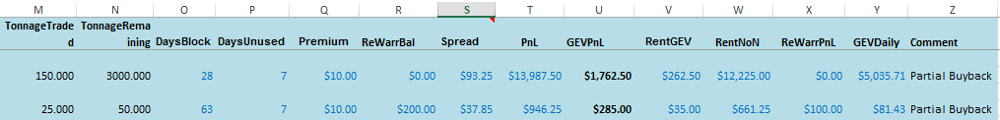 M N O P Q R S T U V W X Y Z
TonnageTrade TonnageRema
d ining DaysBlock DaysUnused Premium ReWarrBal Spread PnL GEVPnL RentGEV RentNoN ReWarrPnL GEVDaily Comment
150.000 3000.000 28 7 $10.00 $0.00 $93.25 $13,987.50 $1,762.50 $262.50 $12,225.00 $0.00 $5,035.71 Partial Buyback
25.000 50.000 63 7 $10.00 $200.00 $37.85 $946.25 $285.00 $35.00 $661.25 $100.00 $81.43 Partial Buyback